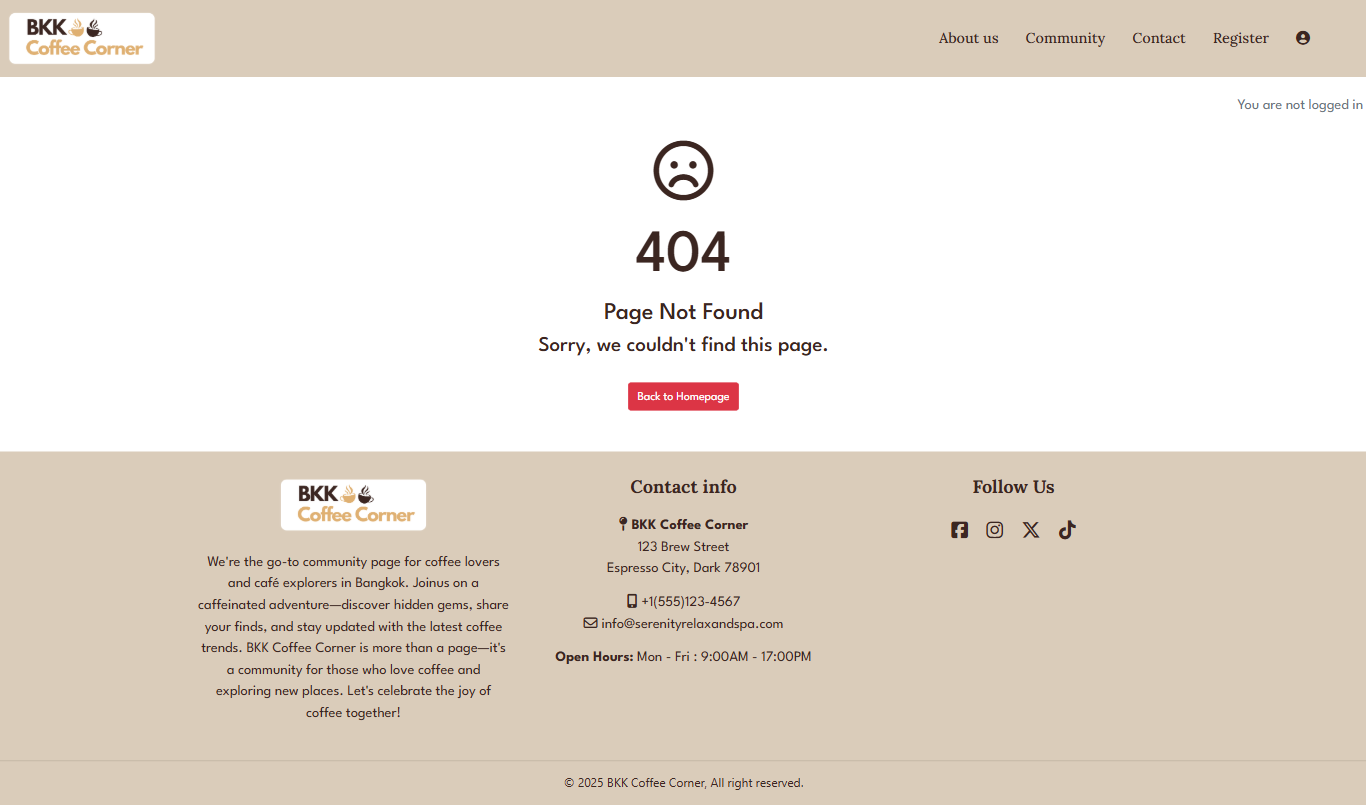 BKK
Coffee Corner
About us Community Contact Register
You are not logged in
404
Page Not Found
Sorry, we couldn't find this page.
Back to Homepage
BKK
Coffee Corner
We're the go-to community page for coffee lovers
and café explorers in Bangkok. Joinus on a
caffeinated adventure—discover hidden gems, share
your finds, and stay updated with the latest coffee
trends. BKK Coffee Corner is more than a page—it's
a community for those who love coffee and
exploring new places. Let's celebrate the joy of
coffee together!
Contact info
BKK Coffee Corner
123 Brew Street
Espresso City, Dark 78901
+1(555)123-4567
info@serenityrelaxandspa.com
Open Hours: Mon - Fri : 9:00AM - 17:00PM
Follow Us
© 2025 BKK Coffee Corner, All right reserved.